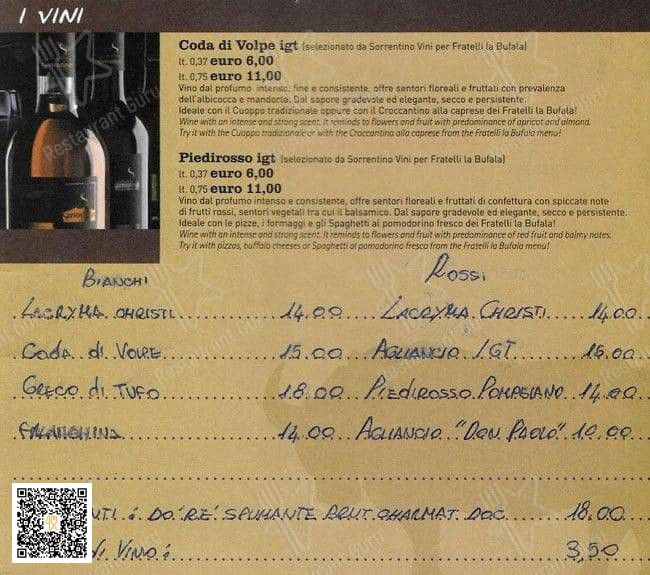 I VINI
Coda di Volpe igt (selezionato da Sorrentino Vini per Fratelli la Bufala)
lt. 0,37 euro 6,00
lt. 0,75 euro 11,00
Vino dal profumo intenso, fine e consistente, offre sentori floreali e fruttati con prevalenza
dell'albicocca e mandorla. Dal sapore gradevole ed elegante, secco e persistente.
Ideale con il Cuoppo tradizionale oppure con il Croccantino alla caprese dei Fratelli la Bufala!
Wine with an intense and strong scent. It reminds to flowers and fruit with predominance of apricot and almond.
Try it with the Cuoppo tradizionale or with the Croccantina alla caprese from the Fratelli la Bufala menu!
Piedirosso igt (selezionato da Sorrentino Vini per Fratelli la Bufala)
lt. 0,37 euro 6,00
lt. 0,75 euro 11,00
Vino dal profumo intenso e consistente, offre sentori floreali e fruttati di confettura con spiccate note
di frutti rossi, sentori vegetali tra cui il balsamico. Dal sapore gradevole ed elegante, secco e persistente.
Ideale con le pizze, i formaggi e gli Spaghetti al pomodorino fresco dei Fratelli la Bufala!
Wine with an intense and strong scent. It reminds to flowers and fruit with predominance of red fruit and balmy notes.
Try it with pizzas, buffalo cheeses or Spaghetti al pomodorino fresco from the Fratelli la Bufala menu!
BIANCHI ROSSI
LACRYMA CHRISTI 14,00 LACRYMA CHRISTI 14,00
CODA di VOLPE 15,00 AGLIANCIO IGT 15,00
GRECO di TUFO 18,00 PIEDIROSSO POMPEIANO 14,00
FALANGHINA 14,00 AGLIANCIO "DON PAOLO" 10,00
NTI: DO' RE' SPUMANTE BRUT CHARMAT DOC 18,00
di VINO: 3,50
Restaurant Guru